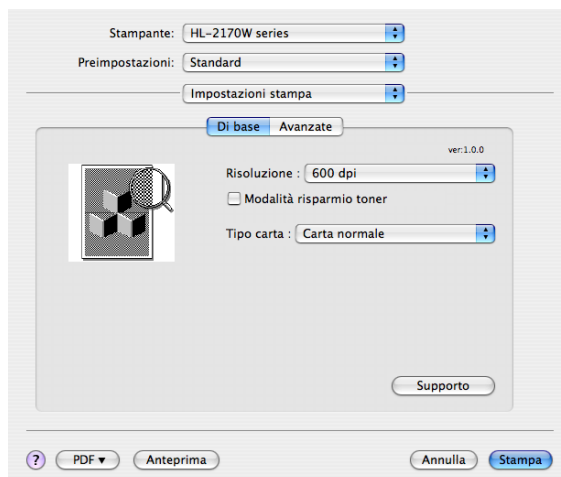 Stampante: HL-2170W series
Preimpostazioni: Standard
Impostazioni stampa
Di base Avanzate
ver:1.0.0
Risoluzione : 600 dpi
Modalità risparmio toner
Tipo carta : Carta normale
Supporto
? PDF▼ Anteprima Annulla Stampa